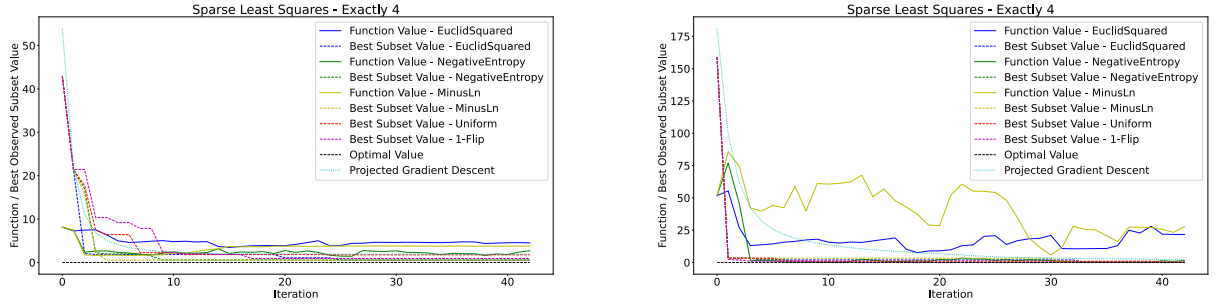 Sparse Least Squares - Exactly 4
Function / Best Observed Subset Value
50
40
30
20
10
0
Function Value - EuclidSquared
Best Subset Value - EuclidSquared
Function Value - NegativeEntropy
Best Subset Value - NegativeEntropy
Function Value - MinusLn
Best Subset Value - MinusLn
Best Subset Value - Uniform
Best Subset Value - 1-Flip
Optimal Value
Projected Gradient Descent
0 10 20 30 40
Iteration
Sparse Least Squares - Exactly 4
Function / Best Observed Subset Value
175
150
125
100
75
50
25
0
Function Value - EuclidSquared
Best Subset Value - EuclidSquared
Function Value - NegativeEntropy
Best Subset Value - NegativeEntropy
Function Value - MinusLn
Best Subset Value - MinusLn
Best Subset Value - Uniform
Best Subset Value - 1-Flip
Optimal Value
Projected Gradient Descent
0 10 20 30 40
Iteration